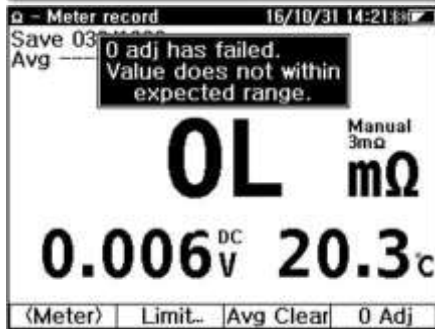 Ω – Meter record 16/10/31 14:21
Save 03
Avg ---
0 adj has failed.
Value does not within
expected range.
Manual
3mΩ
OL mΩ
0.006 DC V 20.3 c
⟨Meter⟩ Limit… Avg Clear 0 Adj